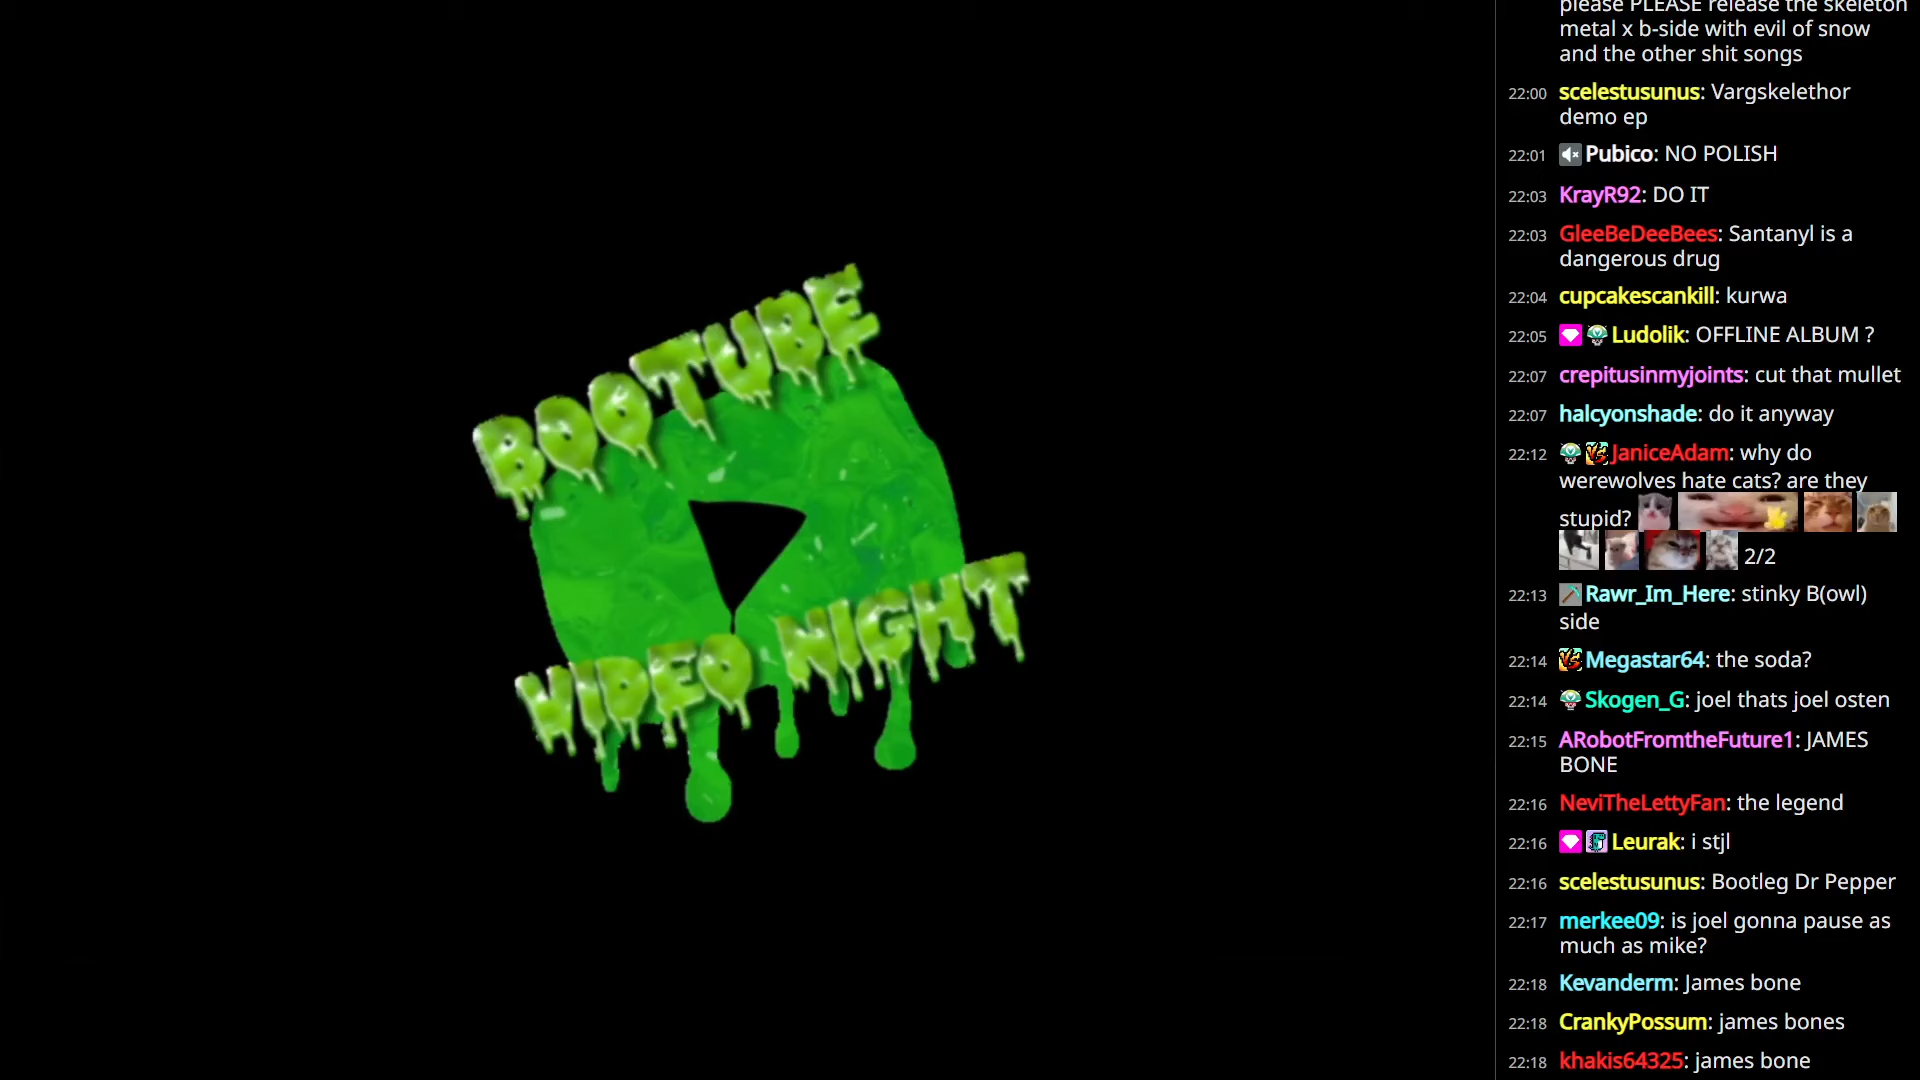 BOOTUBE
VIDEO NIGHT
please PLEASE release the skeleton
metal x b-side with evil of snow
and the other shit songs
22:00 scelestusunus: Vargskelethor
demo ep
22:01 Pubico: NO POLISH
22:03 KrayR92: DO IT
22:03 GleeBeDeeBees: Santanyl is a
dangerous drug
22:04 cupcakescankill: kurwa
22:05 Ludolik: OFFLINE ALBUM ?
22:07 crepitusinmyjoints: cut that mullet
22:07 halcyonshade: do it anyway
22:12 JaniceAdam: why do
werewolves hate cats? are they
stupid?
2/2
22:13 Rawr_Im_Here: stinky B(owl)
side
22:14 Megastar64: the soda?
22:14 Skogen_G: joel thats joel osten
22:15 ARobotFromtheFuture1: JAMES
BONE
22:16 NeviTheLettyFan: the legend
22:16 Leurak: i stjl
22:16 scelestusunus: Bootleg Dr Pepper
22:17 merkee09: is joel gonna pause as
much as mike?
22:18 Kevanderm: James bone
22:18 CrankyPossum: james bones
22:18 khakis64325: james bone